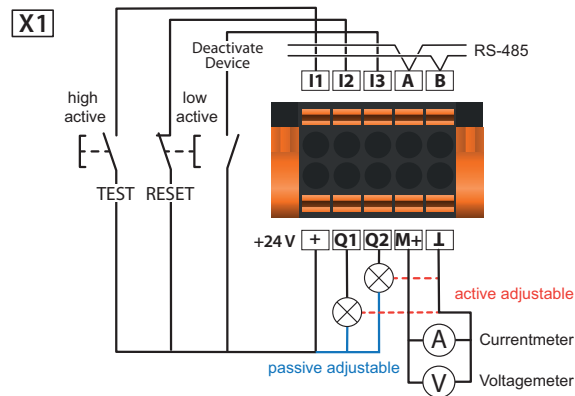 X1
Deactivate
Device
RS-485
I1 I2 I3 A B
high
active
low
active
TEST RESET
+24 V + Q1 Q2 M+ ⊥
active adjustable
passive adjustable
A Currentmeter
V Voltagemeter